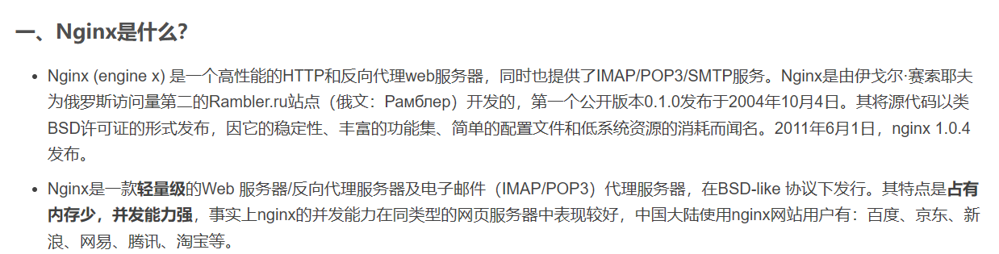 一、Nginx是什么?
Nginx (engine x) 是一个高性能的HTTP和反向代理web服务器，同时也提供了IMAP/POP3/SMTP服务。Nginx是由伊戈尔·赛索耶夫
为俄罗斯访问量第二的Rambler.ru站点（俄文：Рамблер）开发的，第一个公开版本0.1.0发布于2004年10月4日。其将源代码以类
BSD许可证的形式发布，因它的稳定性、丰富的功能集、简单的配置文件和低系统资源的消耗而闻名。2011年6月1日，nginx 1.0.4
发布。
Nginx是一款轻量级的Web 服务器/反向代理服务器及电子邮件（IMAP/POP3）代理服务器，在BSD-like 协议下发行。其特点是占有
内存少，并发能力强，事实上nginx的并发能力在同类型的网页服务器中表现较好，中国大陆使用nginx网站用户有：百度、京东、新
浪、网易、腾讯、淘宝等。